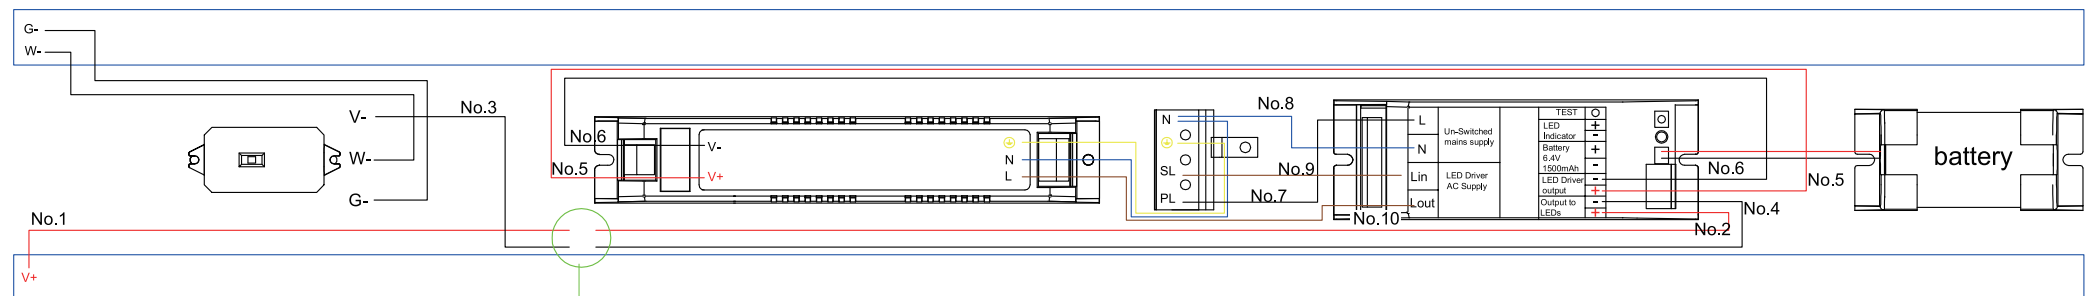 G-
W-
V-
No.3
W-
G-
No.1
V+
No.6
V-
No.5
V+
N
L
N
SL
PL
No.8
No.9
No.7
No.10
L
N
Lin
Lout
Un-Switched
mains supply
LED Driver
AC Supply
TEST
LED
Indicator
+
-
Battery
6.4V
1500mAh
+
-
LED Driver
output
-
+
Output to
LEDs
-
+
No.6
No.5
No.4
No.2
battery